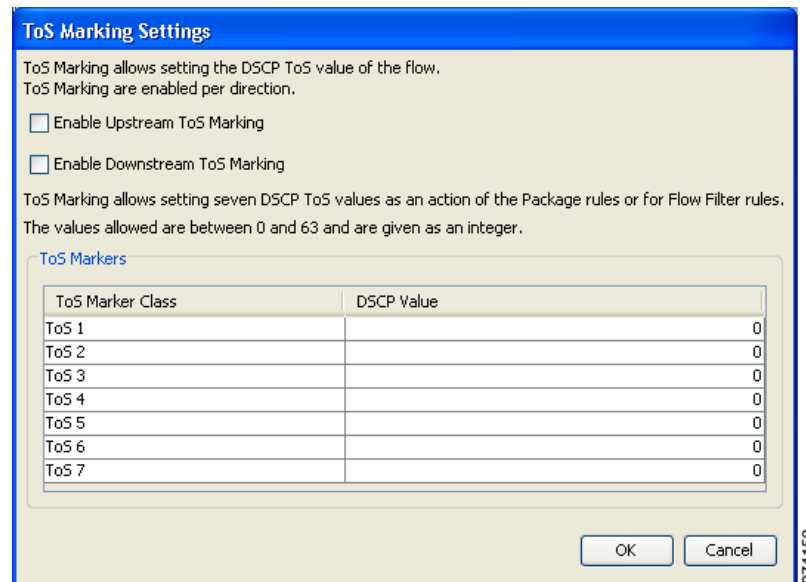 ToS Marking Settings
ToS Marking allows setting the DSCP ToS value of the flow.
ToS Marking are enabled per direction.
Enable Upstream ToS Marking
Enable Downstream ToS Marking
ToS Marking allows setting seven DSCP ToS values as an action of the Package rules or for Flow Filter rules.
The values allowed are between 0 and 63 and are given as an integer.
ToS Markers
ToS Marker Class DSCP Value
ToS 1 0
ToS 2 0
ToS 3 0
ToS 4 0
ToS 5 0
ToS 6 0
ToS 7 0
OK Cancel